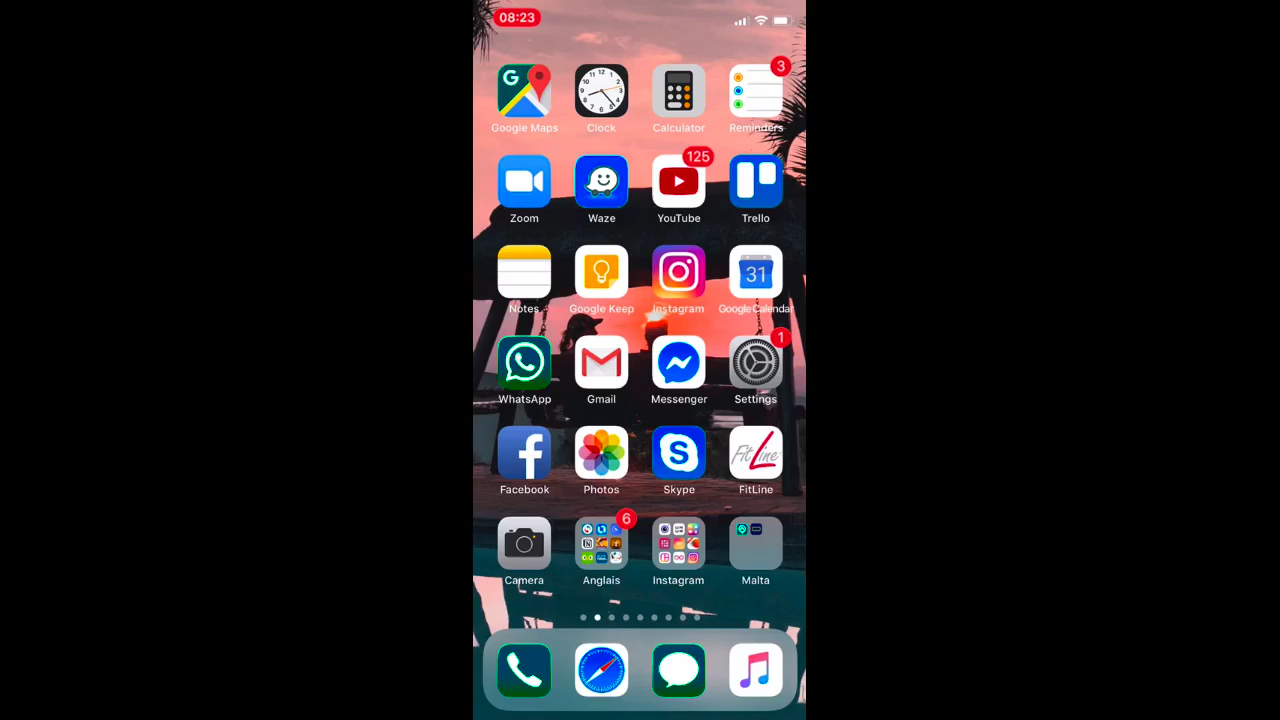 08:23
3
Google Maps Clock Calculator Reminders
125
Zoom Waze YouTube Trello
31
Notes Google Keep Instagram Google Calendar
1
WhatsApp Gmail Messenger Settings
FitLine
Facebook Photos Skype FitLine
6
Camera Anglais Instagram Malta